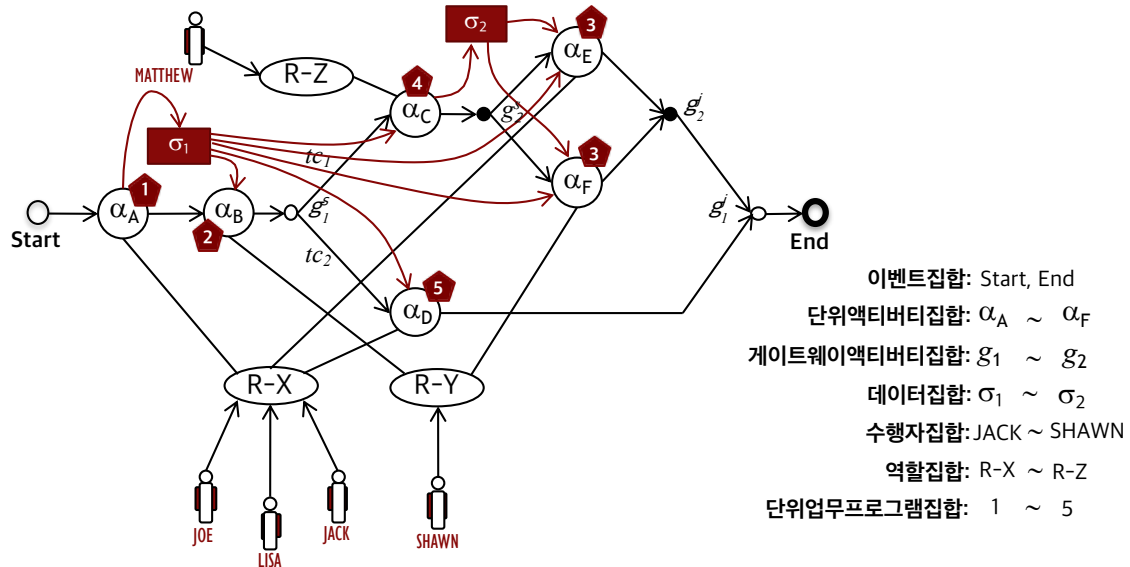 σ2
3
αE
MATTHEW
R-Z
4
αC
g2s
g2j
σ1
tc1
3
αF
1
αA
αB
2
g1s
g1j
Start
End
tc2
5
αD
R-X
R-Y
JOE
LISA
JACK
SHAWN
이벤트집합: Start, End
단위액티버티집합: αA ~ αF
게이트웨이액티버티집합: g1 ~ g2
데이터집합: σ1 ~ σ2
수행자집합: JACK ~ SHAWN
역할집합: R-X ~ R-Z
단위업무프로그램집합: 1 ~ 5